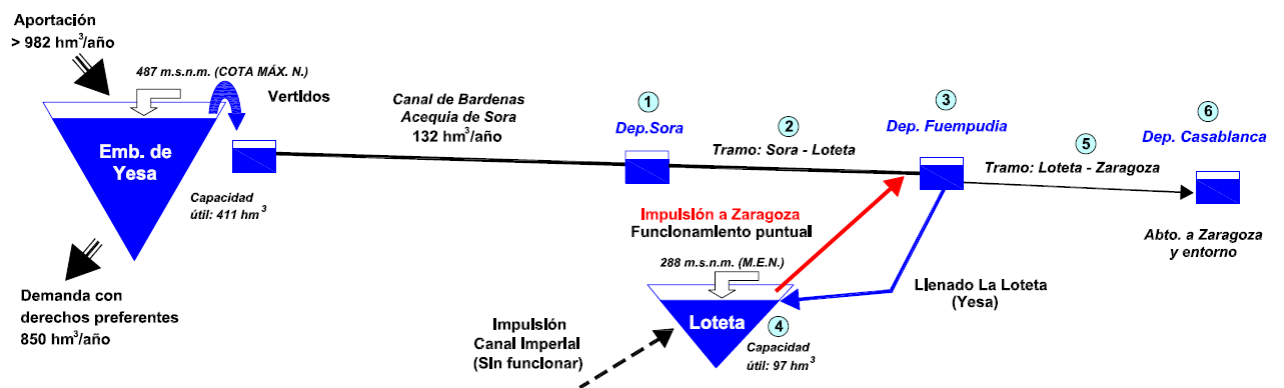 Aportación
> 982 hm³/año
487 m.s.n.m. (COTA MÁX. N.)
Vertidos
Emb. de
Yesa
Capacidad
útil: 411 hm³
Demanda con
derechos preferentes
850 hm³/año
Canal de Bardenas
Acequia de Sora
132 hm³/año
1
Dep.Sora
2
Tramo: Sora - Loteta
3
Dep. Fuempudia
5
Tramo: Loteta - Zaragoza
6
Dep. Casablanca
Abto. a Zaragoza
y entorno
Impulsión a Zaragoza
Funcionamiento puntual
288 m.s.n.m. (M.E.N.)
Loteta
4
Capacidad
útil: 97 hm³
Llenado La Loteta
(Yesa)
Impulsión
Canal Imperial
(Sin funcionar)